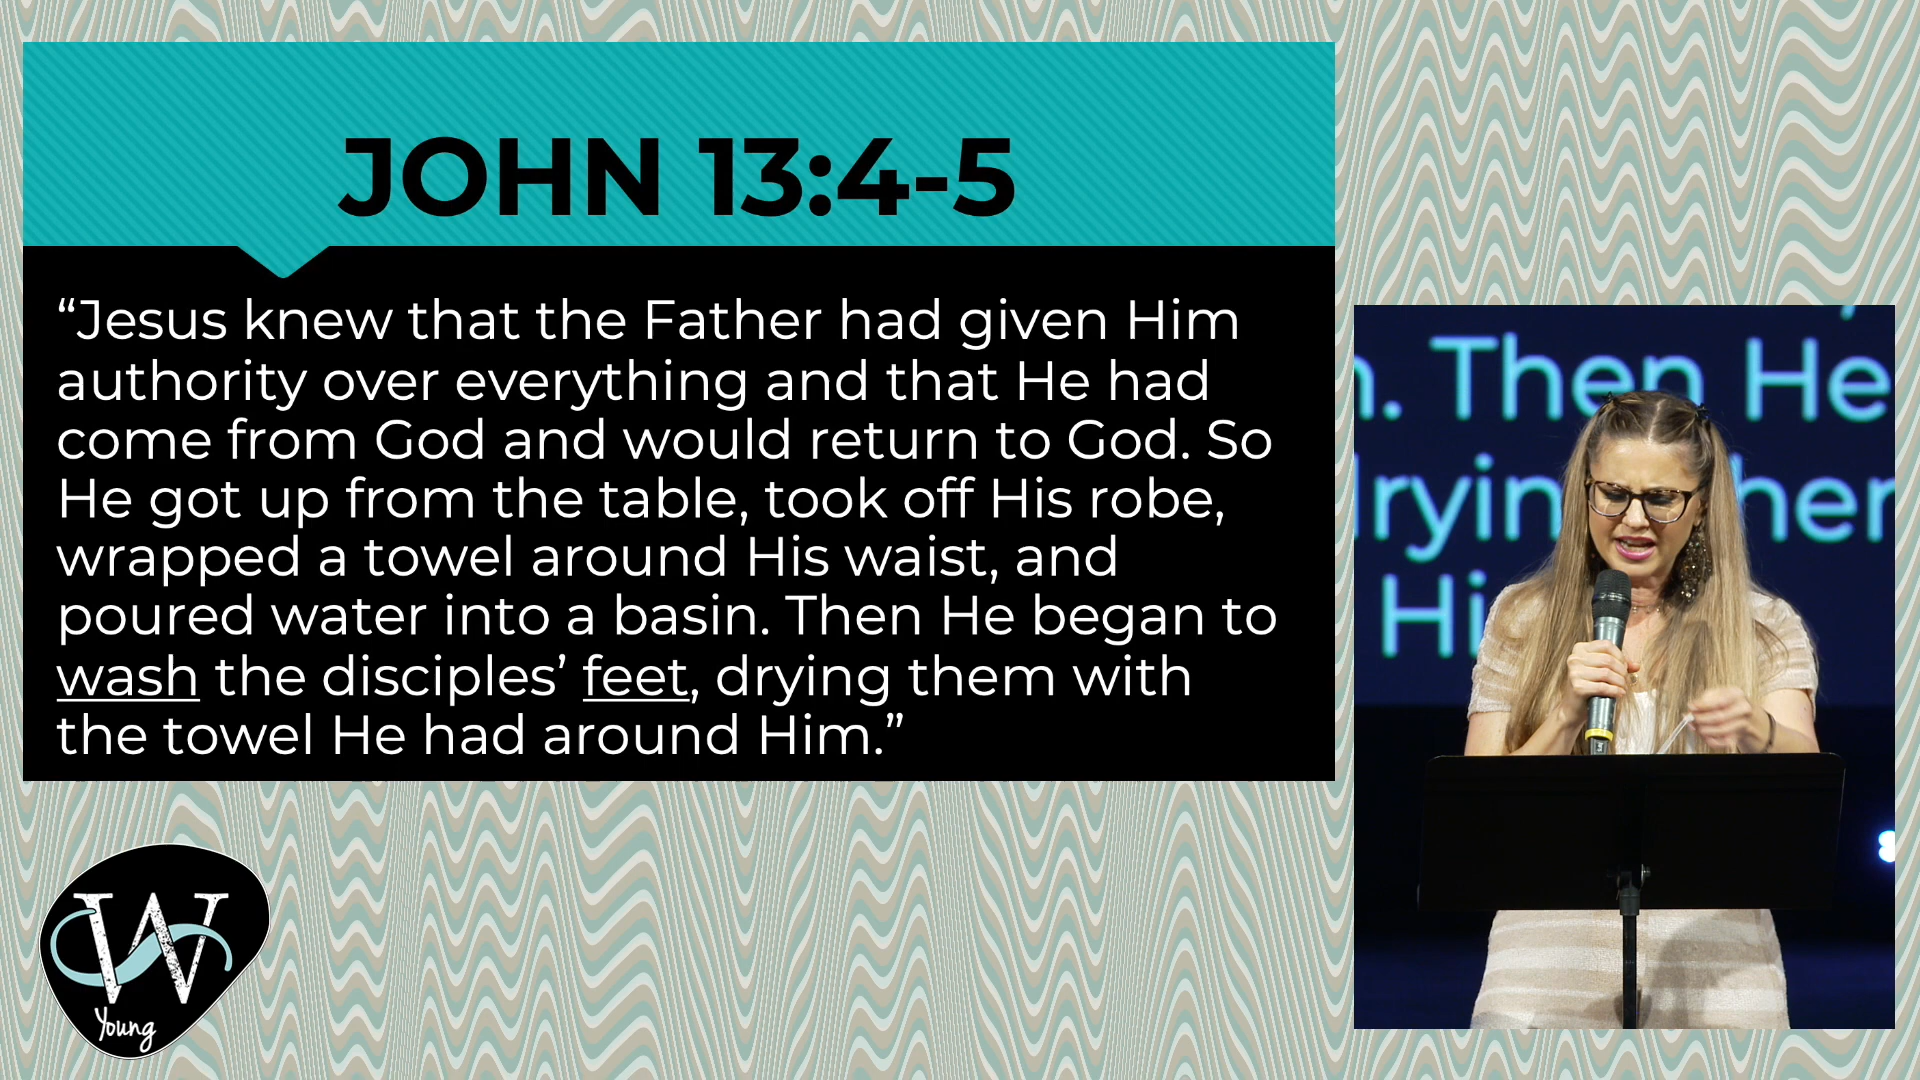 JOHN 13:4-5
“Jesus knew that the Father had given Him
authority over everything and that He had
come from God and would return to God. So
He got up from the table, took off His robe,
wrapped a towel around His waist, and
poured water into a basin. Then He began to
wash the disciples’ feet, drying them with
the towel He had around Him.”
. Then He
W
Young